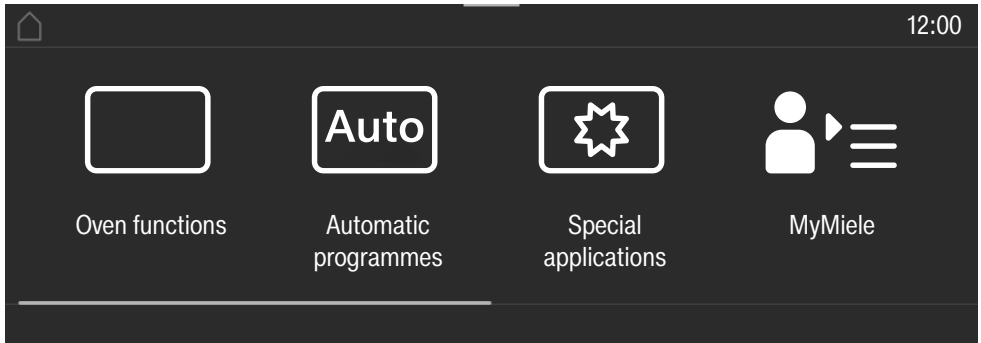 12:00
Auto
Oven functions
Automatic
programmes
Special
applications
MyMiele